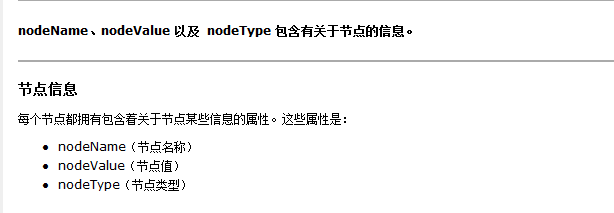 nodeName、nodeValue 以及 nodeType 包含有关于节点的信息。
节点信息
每个节点都拥有包含着关于节点某些信息的属性。这些属性是：
• nodeName（节点名称）
• nodeValue（节点值）
• nodeType（节点类型）